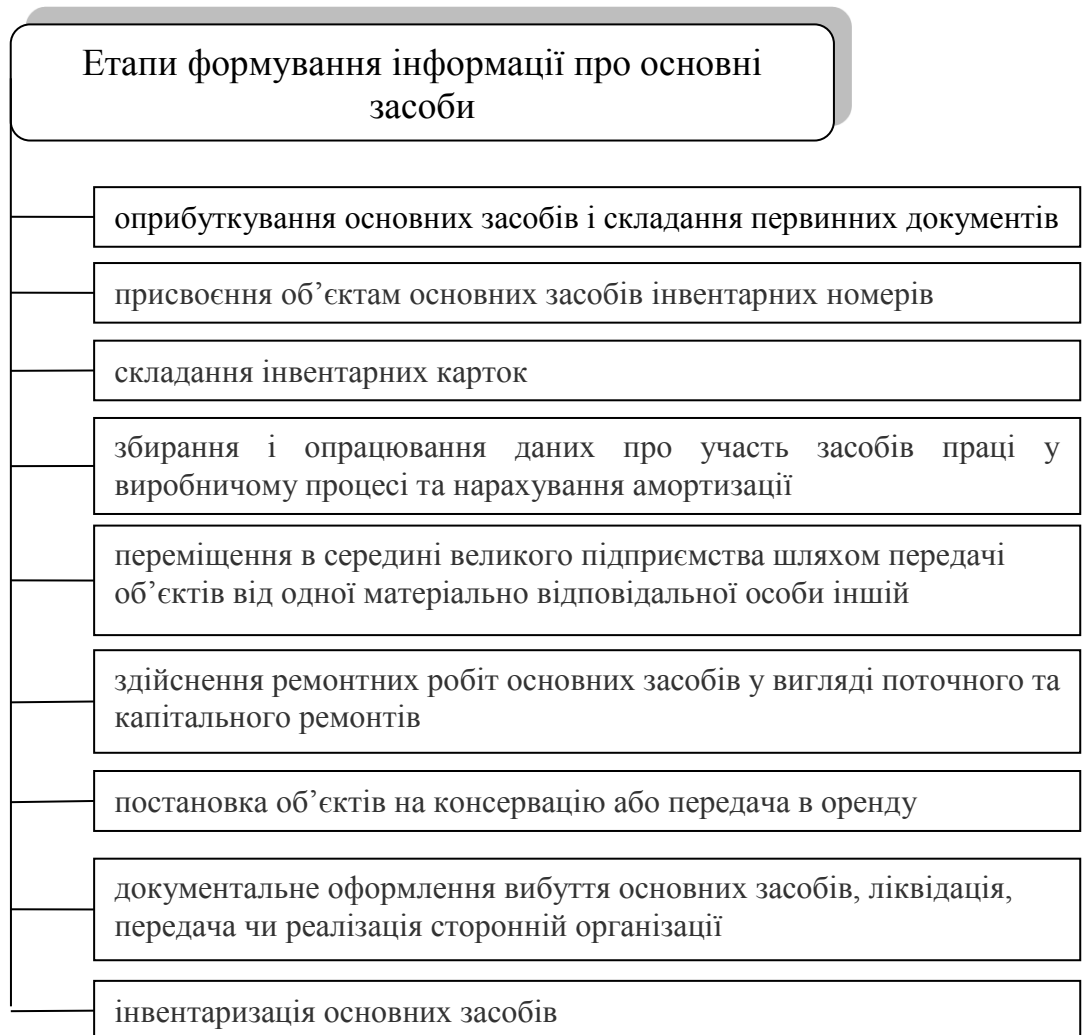 Етапи формування інформації про основні
засоби
оприбуткування основних засобів і складання первинних документів
присвоєння об’єктам основних засобів інвентарних номерів
складання інвентарних карток
збирання і опрацювання даних про участь засобів праці у
виробничому процесі та нарахування амортизації
переміщення в середині великого підприємства шляхом передачі
об’єктів від одної матеріально відповідальної особи іншій
здійснення ремонтних робіт основних засобів у вигляді поточного та
капітального ремонтів
постановка об’єктів на консервацію або передача в оренду
документальне оформлення вибуття основних засобів, ліквідація,
передача чи реалізація сторонній організації
інвентаризація основних засобів